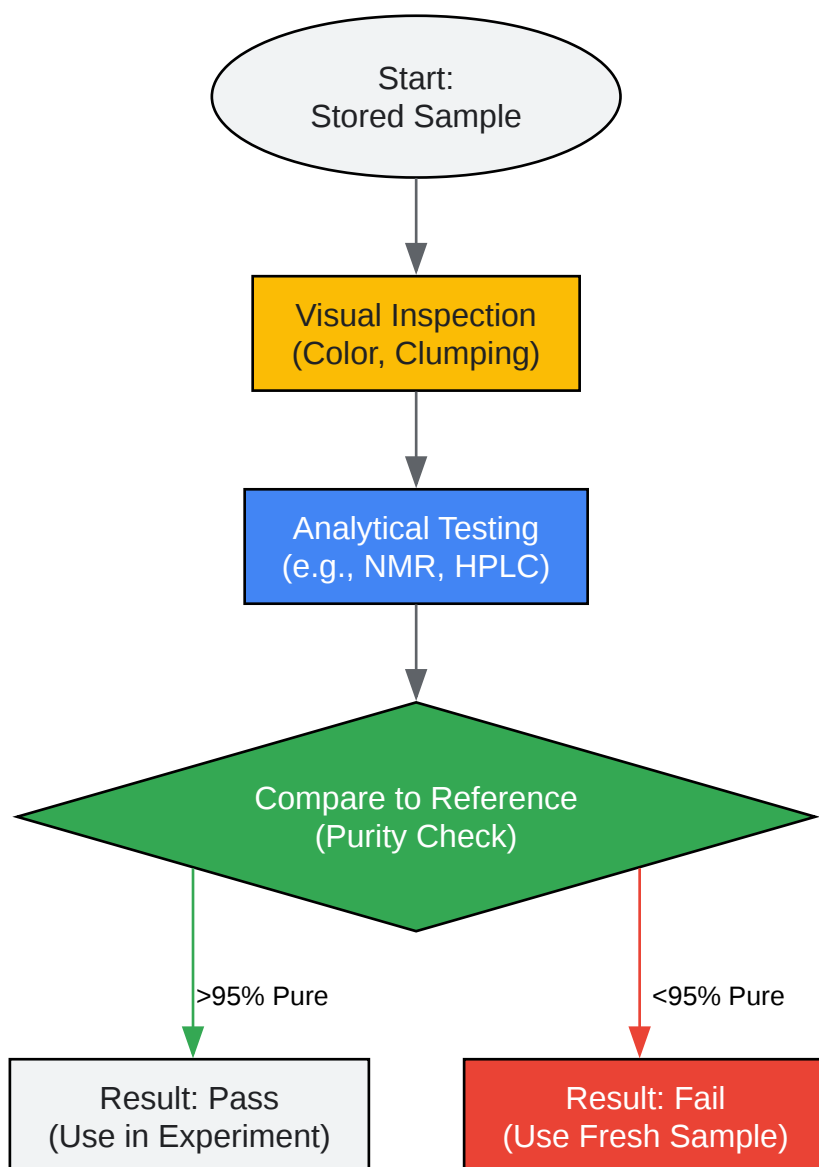 Start:
Stored Sample
Visual Inspection
(Color, Clumping)
Analytical Testing
(e.g., NMR, HPLC)
Compare to Reference
(Purity Check)
>95% Pure
<95% Pure
Result: Pass
(Use in Experiment)
Result: Fail
(Use Fresh Sample)